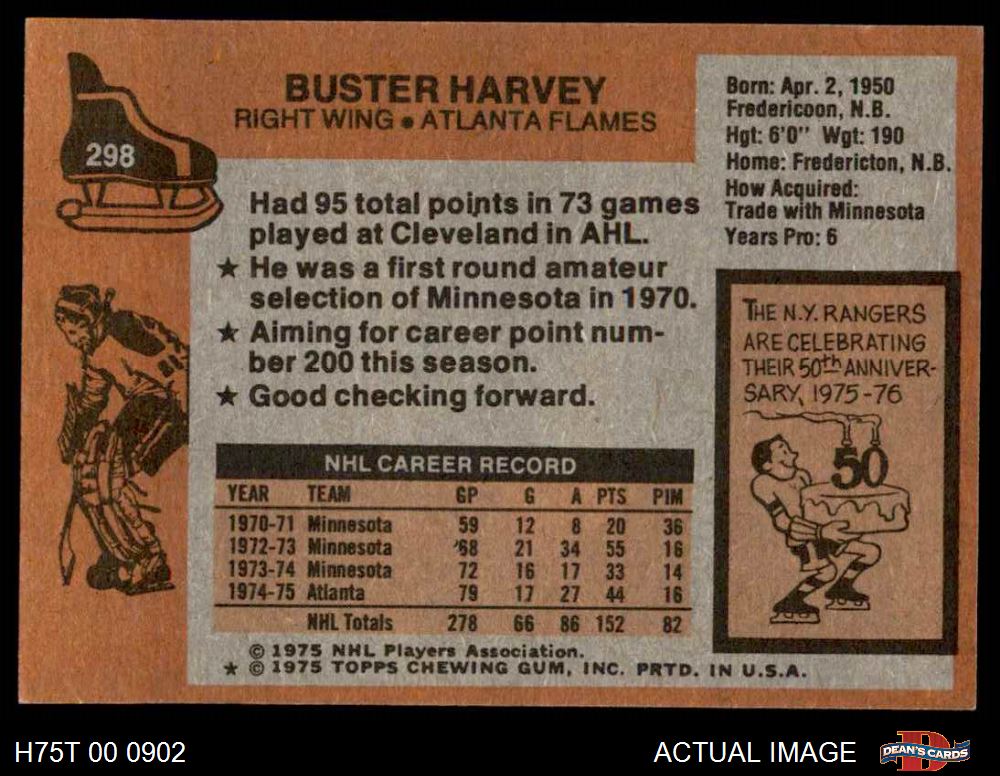 298
BUSTER HARVEY
RIGHT WING • ATLANTA FLAMES
Born: Apr. 2, 1950
Fredericoon, N.B.
Hgt: 6'0" Wgt: 190
Home: Fredericton, N.B.
How Acquired:
Trade with Minnesota
Years Pro: 6
Had 95 total points in 73 games
played at Cleveland in AHL.
★ He was a first round amateur
selection of Minnesota in 1970.
★ Aiming for career point num-
ber 200 this season.
★ Good checking forward.
THE N.Y. RANGERS
ARE CELEBRATING
THEIR 50th ANNIVER-
SARY, 1975-76
50
NHL CAREER RECORD
YEAR TEAM GP G A PTS PIM
1970-71 Minnesota 59 12 8 20 36
1972-73 Minnesota 68 21 34 55 16
1973-74 Minnesota 72 16 17 33 14
1974-75 Atlanta 79 17 27 44 16
NHL Totals 278 66 86 152 82
© 1975 NHL Players Association.
★ © 1975 TOPPS CHEWING GUM, INC. PRTD. IN U.S.A.
H75T 00 0902
ACTUAL IMAGE
D
DEAN'S CARDS